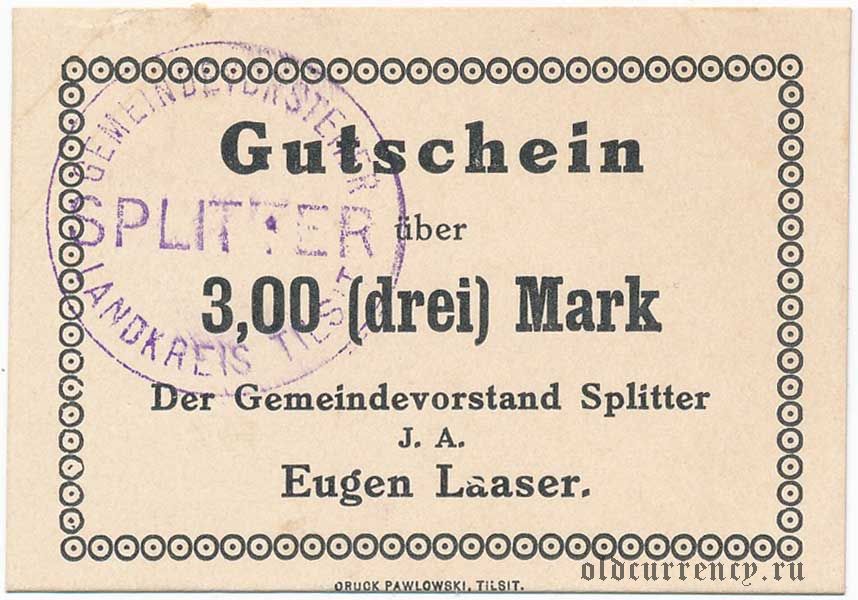 GEMEINDEVORSTEHER
SPLITTER
LANDKREIS TILSIT
Gutschein
über
3,00 (drei) Mark
Der Gemeindevorstand Splitter
J. A.
Eugen Laaser.
DRUCK PAWLOWSKI, TILSIT.
oldcurrency.ru